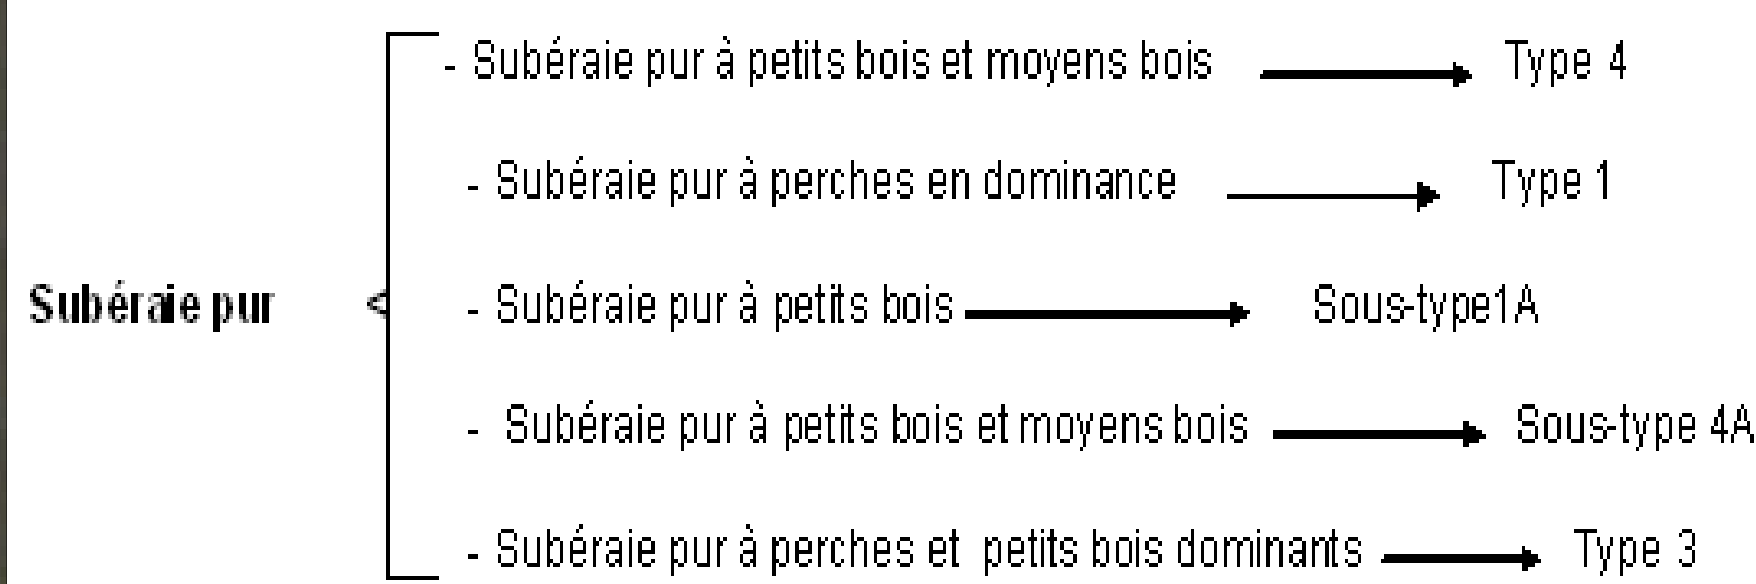 - Subéraie pur à petits bois et moyens bois Type 4
- Subéraie pur à perches en dominance Type 1
Subéraie pur < - Subéraie pur à petits bois Sous-type1A
- Subéraie pur à petits bois et moyens bois Sous-type 4A
- Subéraie pur à perches et petits bois dominants Type 3